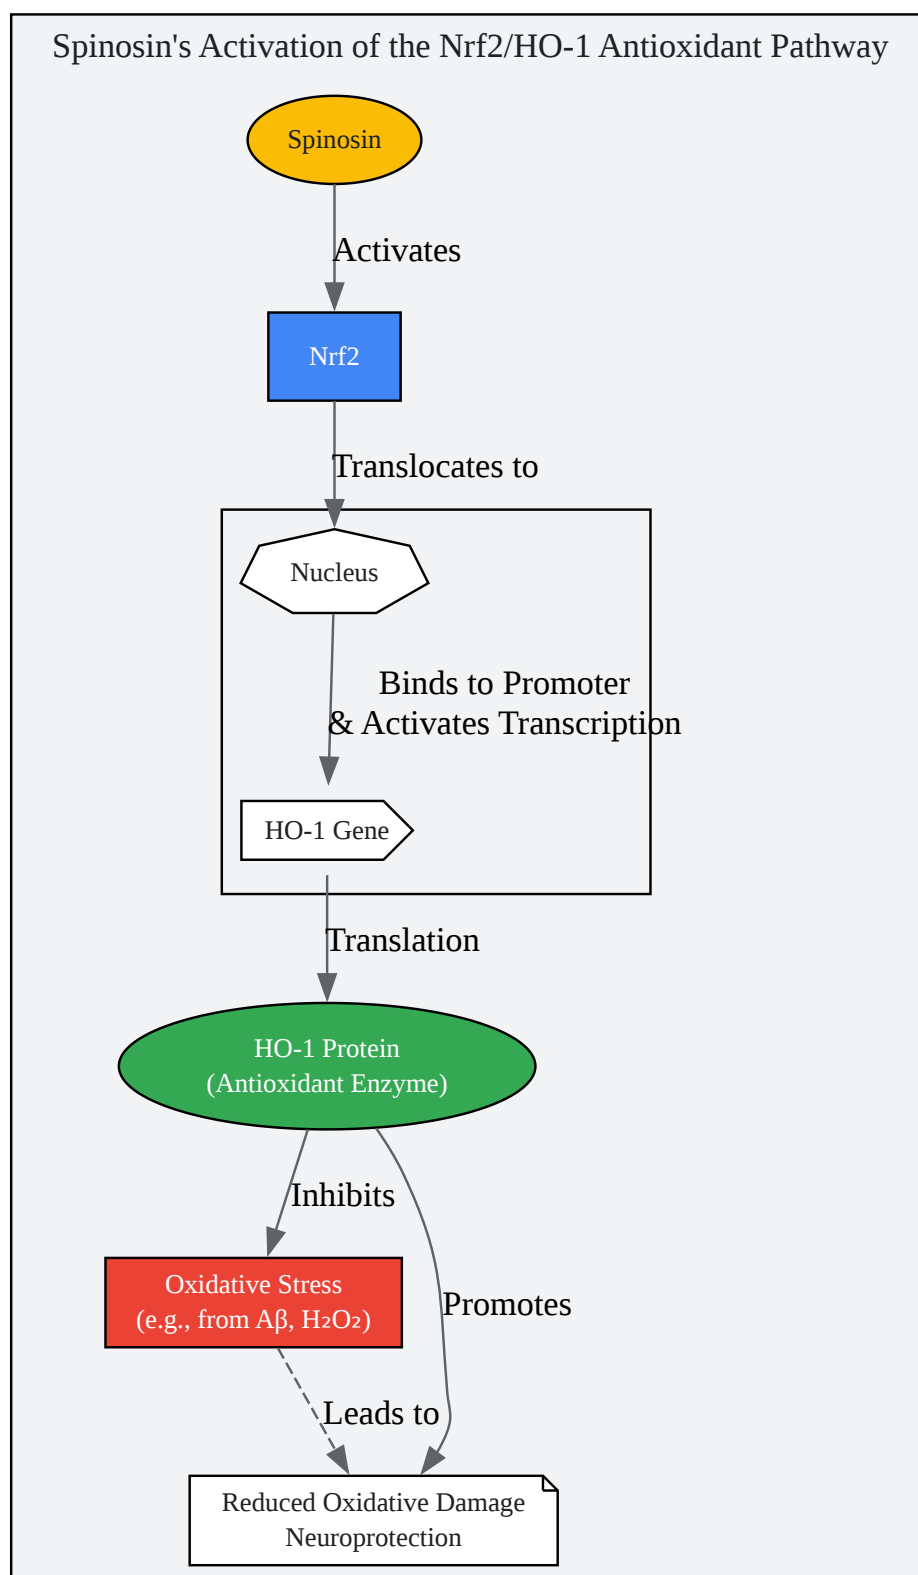 Spinosin's Activation of the Nrf2/HO-1 Antioxidant Pathway
Spinosin
Activates
Nrf2
Translocates to
Nucleus
Binds to Promoter
& Activates Transcription
HO-1 Gene
Translation
HO-1 Protein
(Antioxidant Enzyme)
Inhibits
Oxidative Stress
(e.g., from Aβ, H₂O₂)
Promotes
Leads to
Reduced Oxidative Damage
Neuroprotection